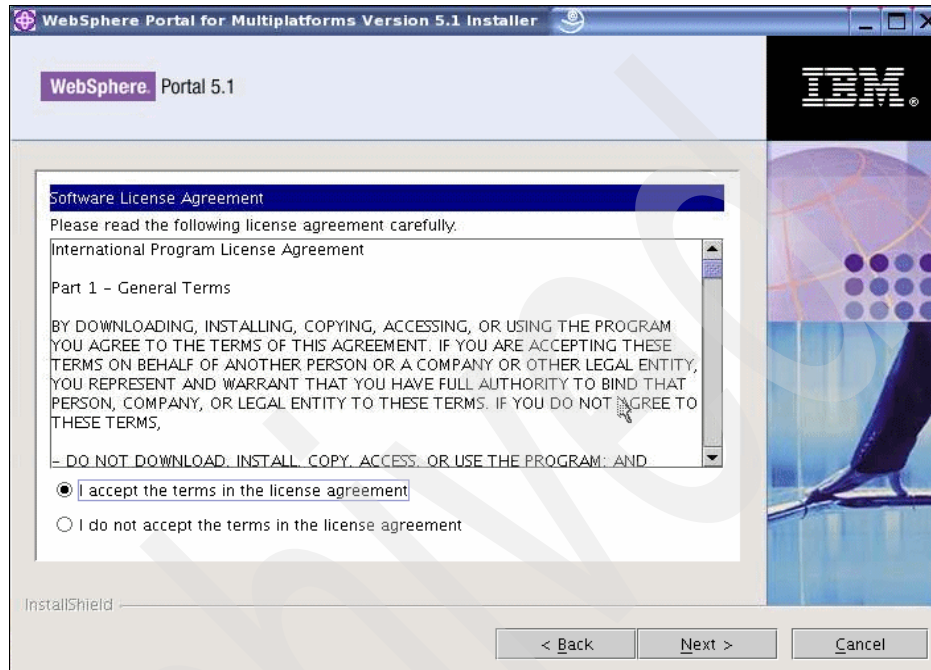 WebSphere Portal for Multiplatforms Version 5.1 Installer
WebSphere. Portal 5.1
IBM®
Software License Agreement
Please read the following license agreement carefully.
International Program License Agreement
Part 1 – General Terms
BY DOWNLOADING, INSTALLING, COPYING, ACCESSING, OR USING THE PROGRAM
YOU AGREE TO THE TERMS OF THIS AGREEMENT. IF YOU ARE ACCEPTING THESE
TERMS ON BEHALF OF ANOTHER PERSON OR A COMPANY OR OTHER LEGAL ENTITY,
YOU REPRESENT AND WARRANT THAT YOU HAVE FULL AUTHORITY TO BIND THAT
PERSON, COMPANY, OR LEGAL ENTITY TO THESE TERMS. IF YOU DO NOT AGREE TO
THESE TERMS,
– DO NOT DOWNLOAD, INSTALL, COPY, ACCESS, OR USE THE PROGRAM; AND
I accept the terms in the license agreement
I do not accept the terms in the license agreement
InstallShield
< Back
Next >
Cancel